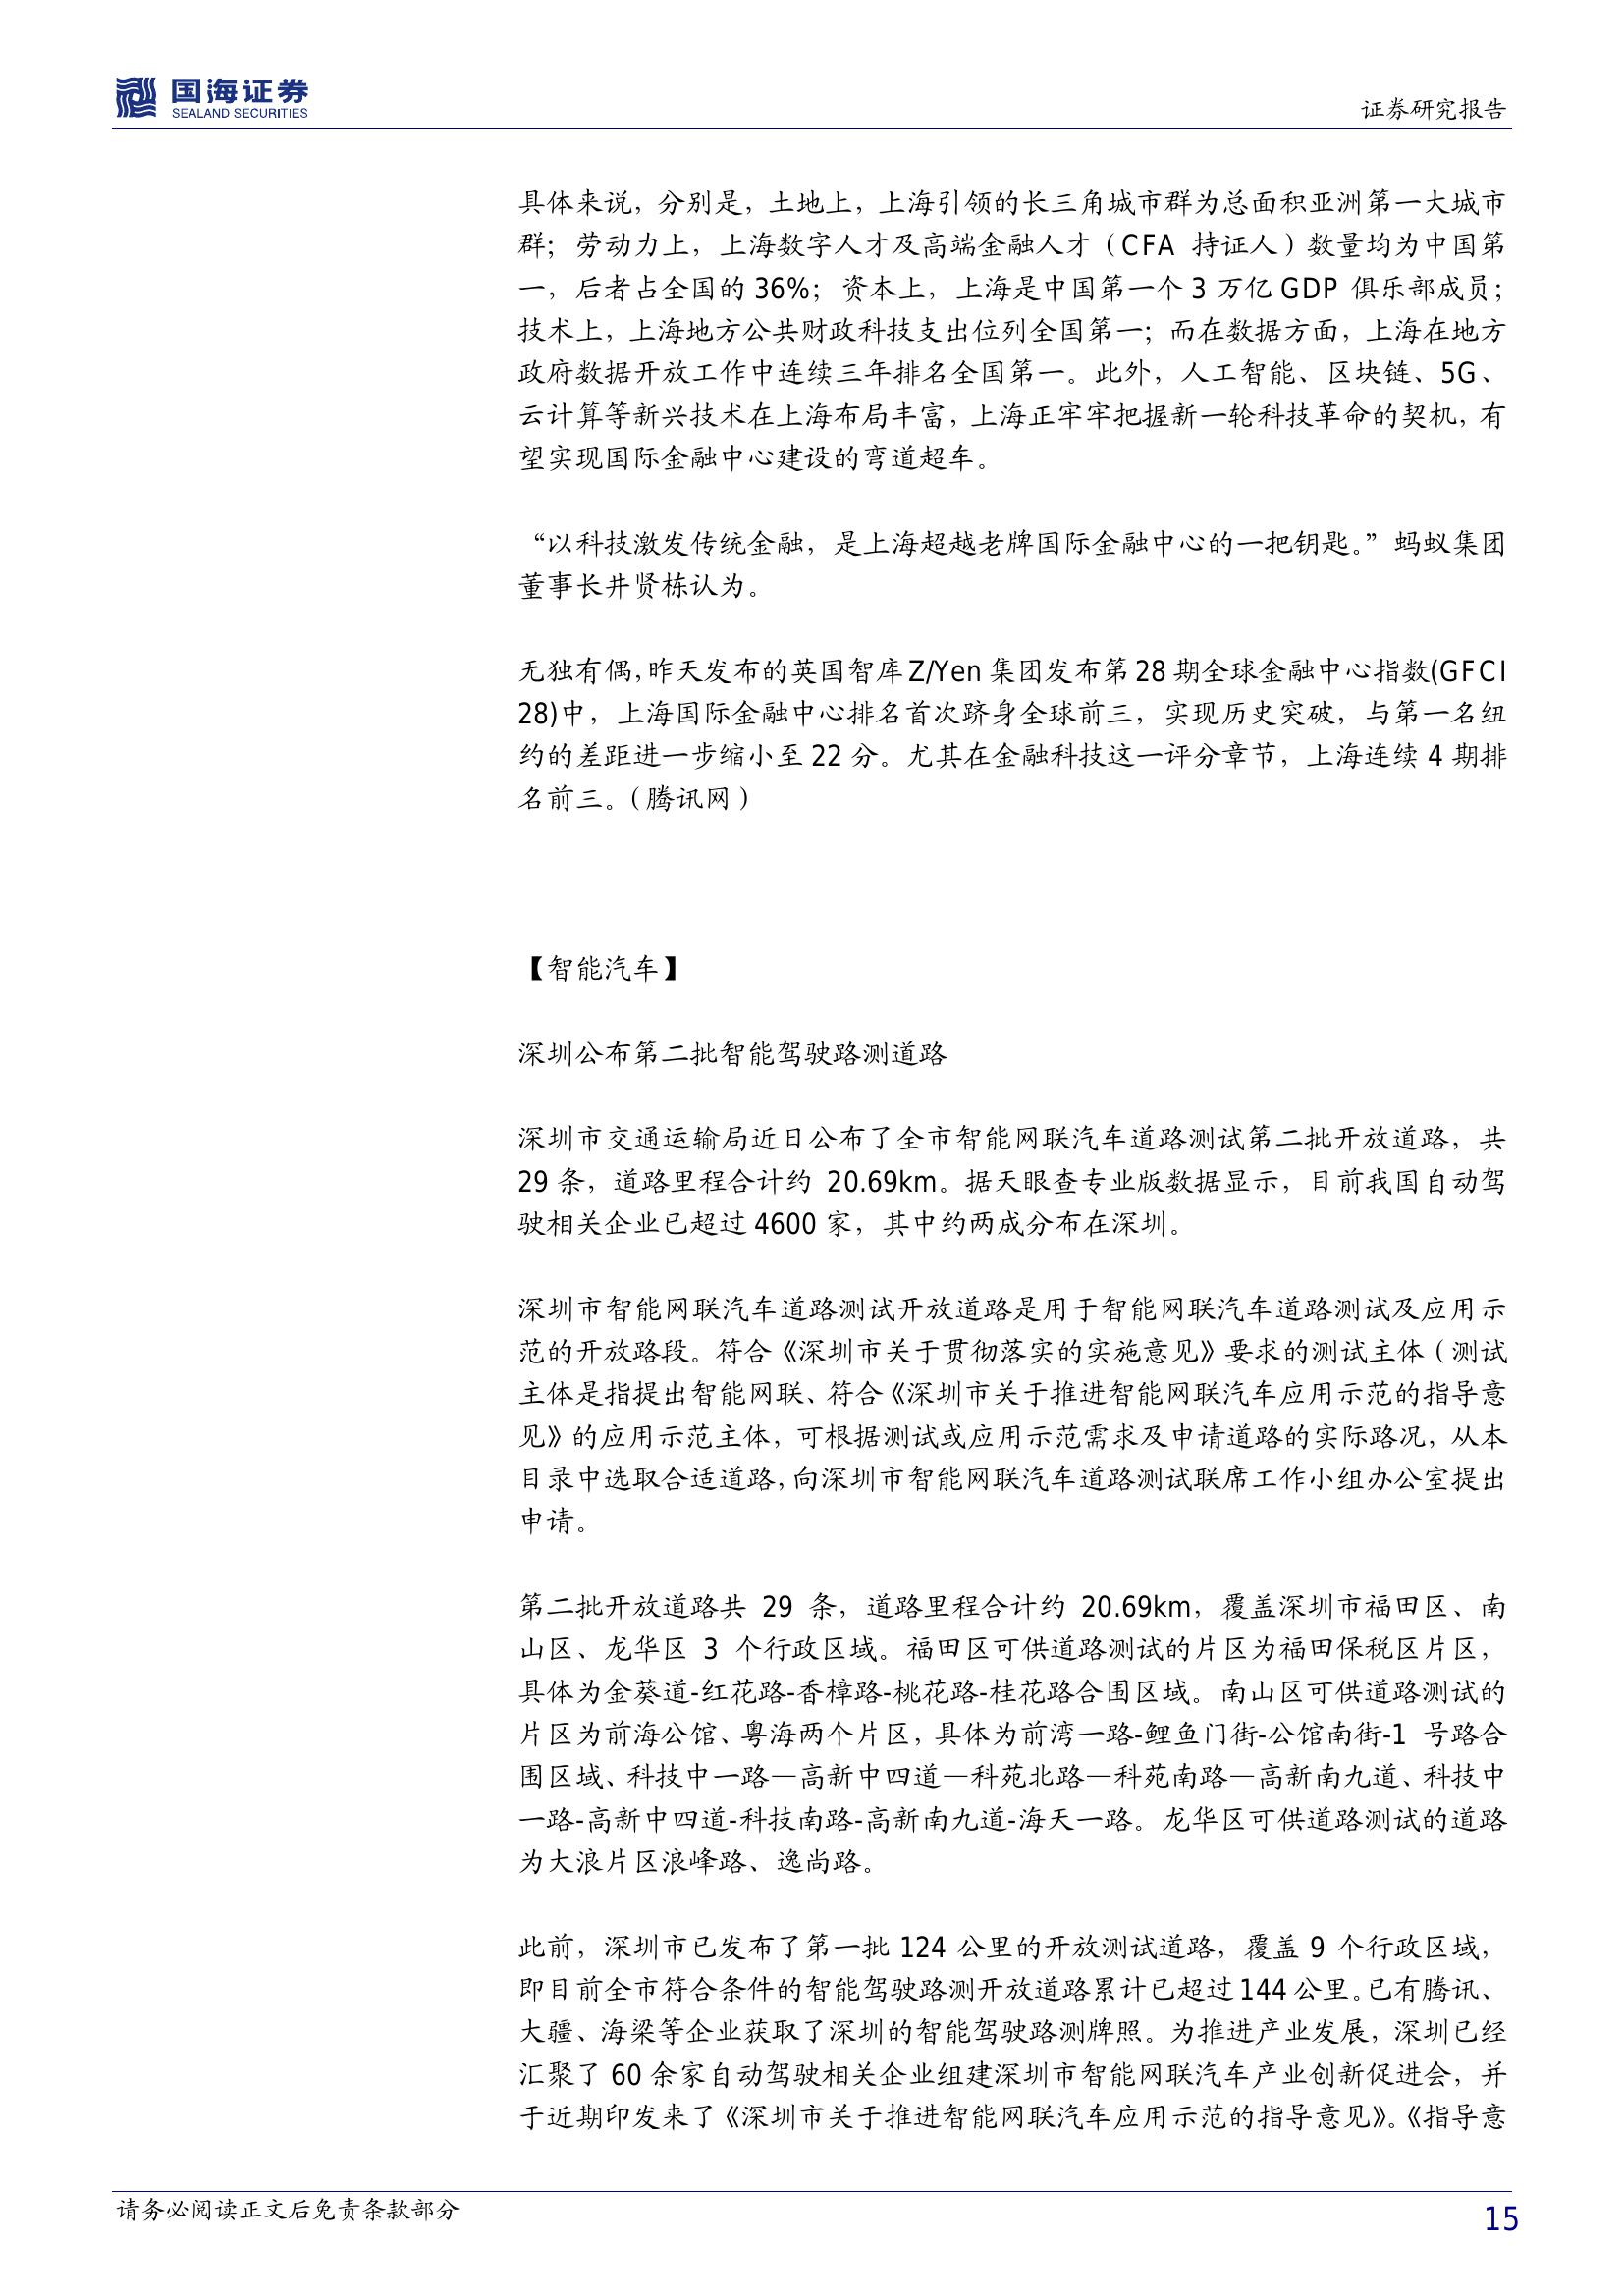 国海证券
SEALAND SECURITIES
证券研究报告
具体来说，分别是，土地上，上海引领的长三角城市群为总面积亚洲第一大城市
群；劳动力上，上海数字人才及高端金融人才（CFA 持证人）数量均为中国第
一，后者占全国的 36%；资本上，上海是中国第一个 3 万亿 GDP 俱乐部成员；
技术上，上海地方公共财政科技支出位列全国第一；而在数据方面，上海在地方
政府数据开放工作中连续三年排名全国第一。此外，人工智能、区块链、5G、
云计算等新兴技术在上海布局丰富，上海正牢牢把握新一轮科技革命的契机，有
望实现国际金融中心建设的弯道超车。
“以科技激发传统金融，是上海超越老牌国际金融中心的一把钥匙。”蚂蚁集团
董事长井贤栋认为。
无独有偶，昨天发布的英国智库 Z/Yen 集团发布第 28 期全球金融中心指数(GFCI
28)中，上海国际金融中心排名首次跻身全球前三，实现历史突破，与第一名纽
约的差距进一步缩小至 22 分。尤其在金融科技这一评分章节，上海连续 4 期排
名前三。（腾讯网）
【智能汽车】
深圳公布第二批智能驾驶路测道路
深圳市交通运输局近日公布了全市智能网联汽车道路测试第二批开放道路，共
29 条，道路里程合计约 20.69km。据天眼查专业版数据显示，目前我国自动驾
驶相关企业已超过 4600 家，其中约两成分布在深圳。
深圳市智能网联汽车道路测试开放道路是用于智能网联汽车道路测试及应用示
范的开放路段。符合《深圳市关于贯彻落实的实施意见》要求的测试主体（测试
主体是指提出智能网联、符合《深圳市关于推进智能网联汽车应用示范的指导意
见》的应用示范主体，可根据测试或应用示范需求及申请道路的实际路况，从本
目录中选取合适道路，向深圳市智能网联汽车道路测试联席工作小组办公室提出
申请。
第二批开放道路共 29 条，道路里程合计约 20.69km，覆盖深圳市福田区、南
山区、龙华区 3 个行政区域。福田区可供道路测试的片区为福田保税区片区，
具体为金葵道-红花路-香樟路-桃花路-桂花路合围区域。南山区可供道路测试的
片区为前海公馆、粤海两个片区，具体为前湾一路-鲤鱼门街-公馆南街-1 号路合
围区域、科技中一路—高新中四道—科苑北路—科苑南路—高新南九道、科技中
一路-高新中四道-科技南路-高新南九道-海天一路。龙华区可供道路测试的道路
为大浪片区浪峰路、逸尚路。
此前，深圳市已发布了第一批 124 公里的开放测试道路，覆盖 9 个行政区域，
即目前全市符合条件的智能驾驶路测开放道路累计已超过 144 公里。已有腾讯、
大疆、海梁等企业获取了深圳的智能驾驶路测牌照。为推进产业发展，深圳已经
汇聚了 60 余家自动驾驶相关企业组建深圳市智能网联汽车产业创新促进会，并
于近期印发来了《深圳市关于推进智能网联汽车应用示范的指导意见》。《指导意
请务必阅读正文后免责条款部分
15